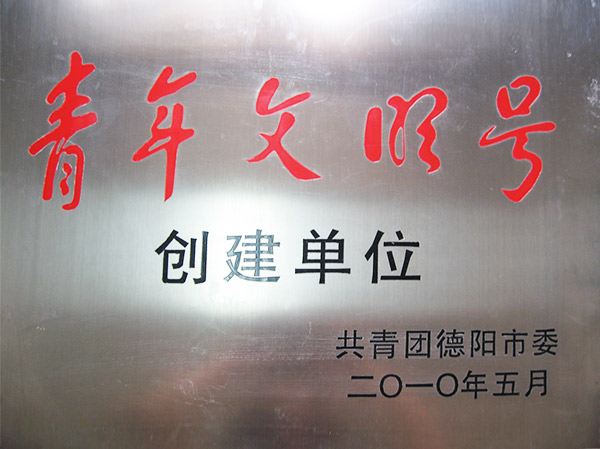 青年文明号
创建单位
共青团德阳市委
二〇一〇年五月